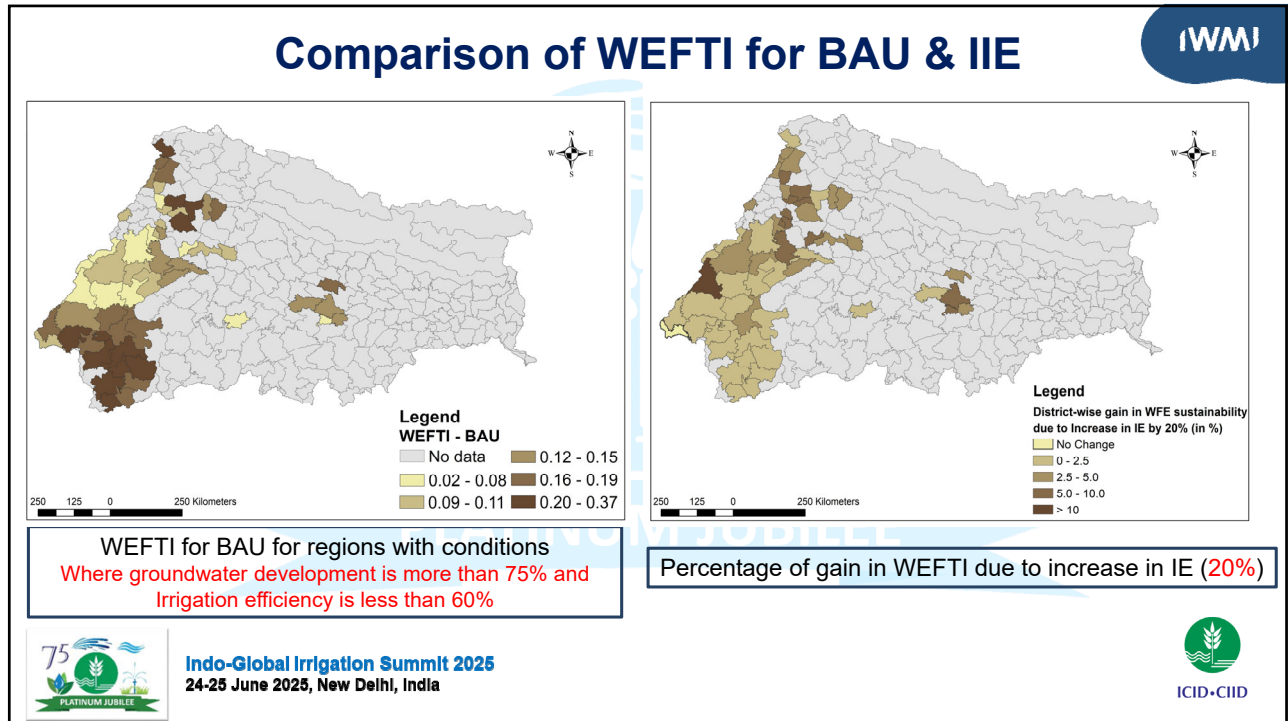 Comparison of WEFTI for BAU & IIE
IWMI
N
W E
S
Legend
WEFTI - BAU
No data
0.02 - 0.08
0.09 - 0.11
0.12 - 0.15
0.16 - 0.19
0.20 - 0.37
250 125 0 250 Kilometers
N
W E
S
Legend
District-wise gain in WFE sustainability
due to Increase in IE by 20% (in %)
No Change
0 - 2.5
2.5 - 5.0
5.0 - 10.0
> 10
250 125 0 250 Kilometers
PLATINUM JUBILEE
WEFTI for BAU for regions with conditions
Where groundwater development is more than 75% and
Irrigation efficiency is less than 60%
Percentage of gain in WEFTI due to increase in IE (20%)
75
PLATINUM JUBILEE
Indo-Global Irrigation Summit 2025
24-25 June 2025, New Delhi, India
ICID•CIID